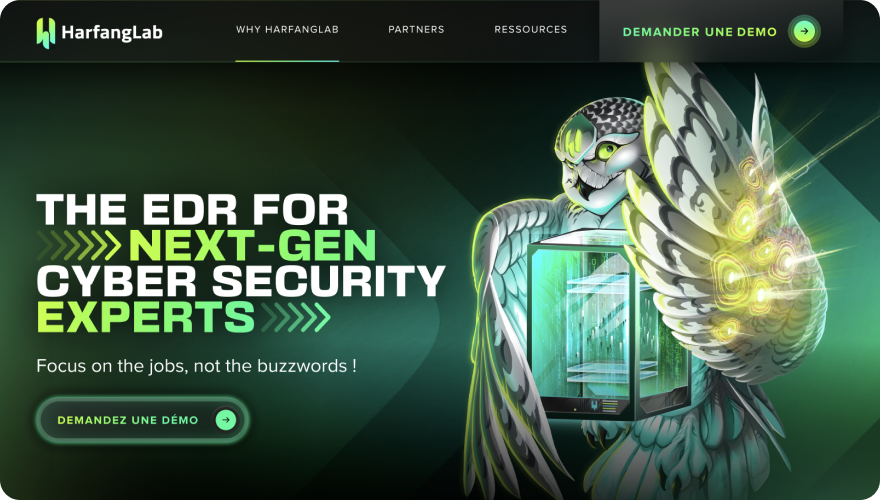 HarfangLab
WHY HARFANGLAB
PARTNERS
RESSOURCES
DEMANDER UNE DEMO
THE EDR FOR
NEXT-GEN
CYBER SECURITY
EXPERTS
Focus on the jobs, not the buzzwords !
DEMANDEZ UNE DÉMO